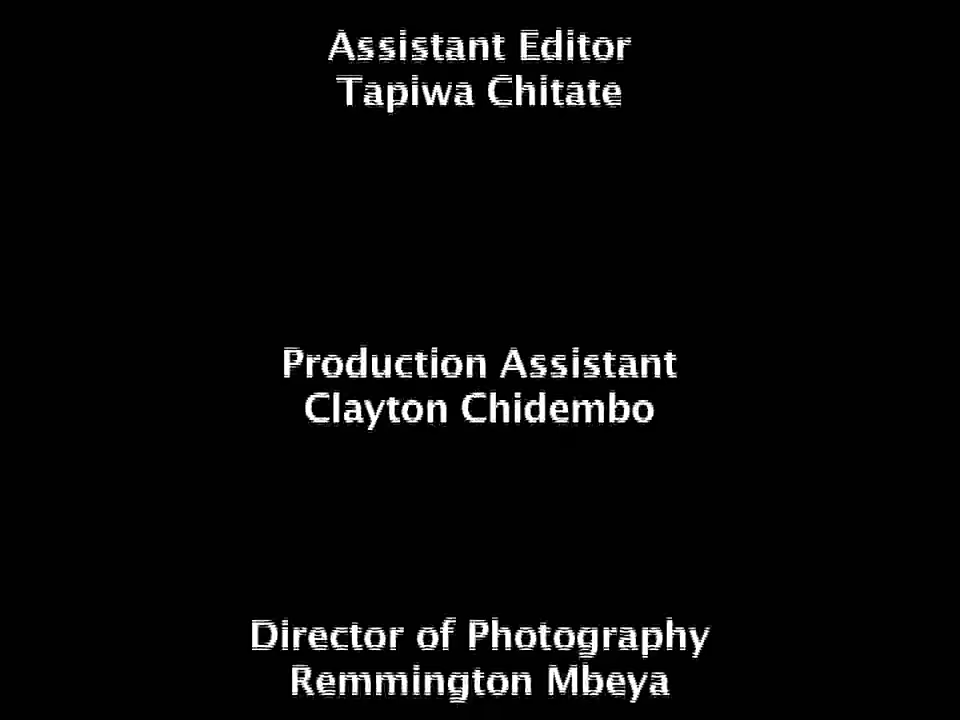 Assistant Editor
Tapiwa Chitate
Production Assistant
Clayton Chidembo
Director of Photography
Remmington Mbeya